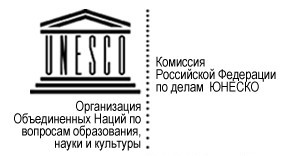 UNESCO
Организация
Объединенных Наций по
вопросам образования,
науки и культуры
Комиссия
Российской Федерации
по делам ЮНЕСКО